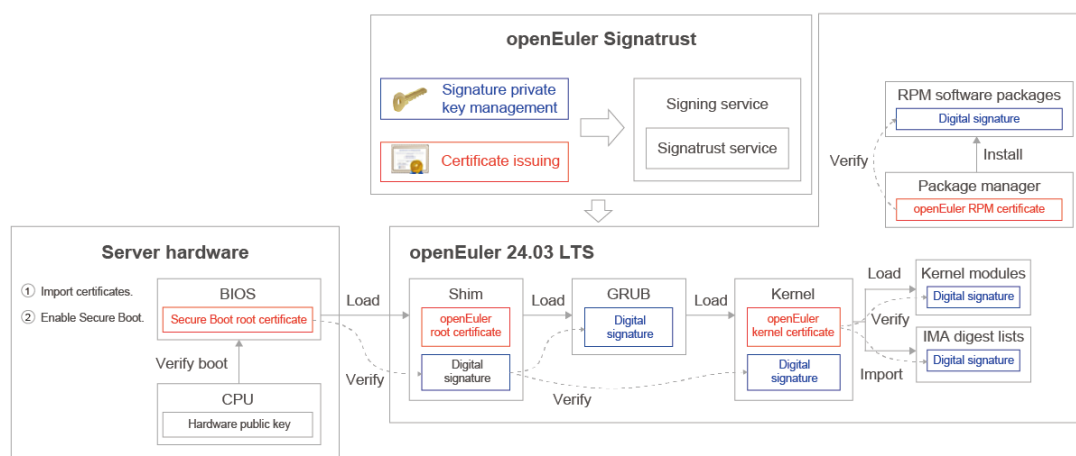 openEuler Signatrust
Signature private
key management
Certificate issuing
Signing service
Signatrust service
RPM software packages
Digital signature
Verify
Install
Package manager
openEuler RPM certificate
Server hardware
① Import certificates.
② Enable Secure Boot.
BIOS
Secure Boot root certificate
Verify boot
CPU
Hardware public key
Load
Verify
openEuler 24.03 LTS
Shim
openEuler
root certificate
Digital
signature
Load
GRUB
Digital
signature
Verify
Load
Kernel
openEuler
kernel certificate
Digital
signature
Load
Verify
Import
Kernel modules
Digital signature
IMA digest lists
Digital signature